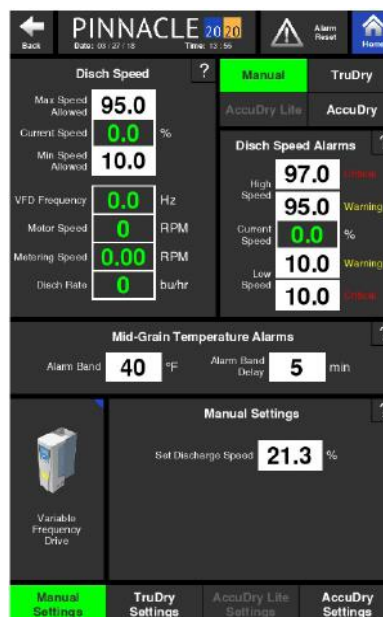 Back
PINNACLE 20 20
Date: 03 / 27 / 18 Time: 13 : 56
Alarm Reset
Home
Disch Speed ?
Max Speed Allowed 95.0
Current Speed 0.0 %
Min Speed Allowed 10.0
VFD Frequency 0.0 Hz
Motor Speed 0 RPM
Metering Speed 0.00 RPM
Disch Rate 0 bu/hr
Manual TruDry
AccuDry Lite AccuDry
Disch Speed Alarms ?
High Speed
97.0 Critical
95.0 Warning
Current Speed 0.0 %
Low Speed
10.0 Warning
10.0 Critical
Mid-Grain Temperature Alarms ?
Alarm Band 40 °F
Alarm Band Delay 5 min
Variable
Frequency
Drive
Manual Settings ?
Set Discharge Speed 21.3 %
Manual Settings
TruDry Settings
AccuDry Lite Settings
AccuDry Settings